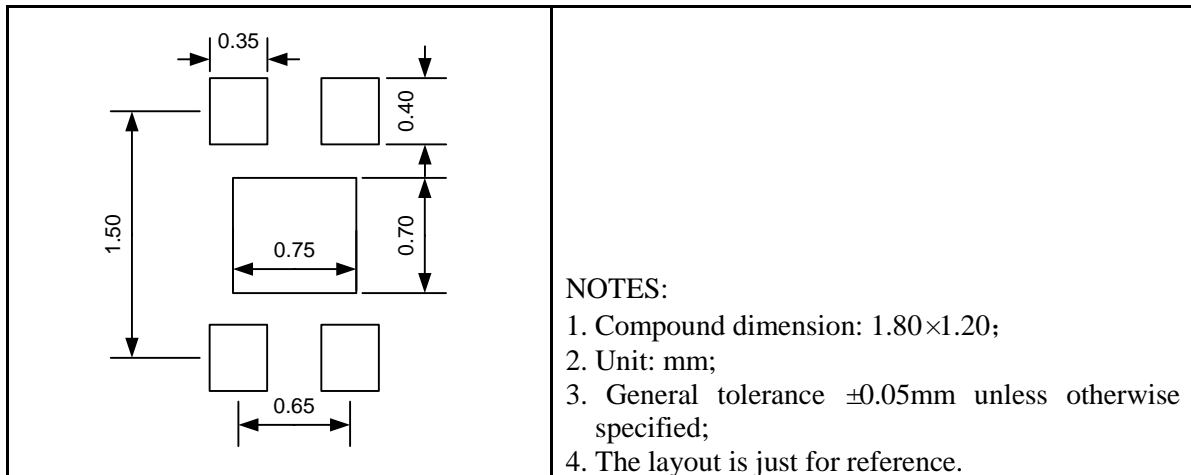 0.35
0.40
1.50
0.75
0.70
0.65
NOTES:
1. Compound dimension: 1.80×1.20；
2. Unit: mm;
3. General tolerance ±0.05mm unless otherwise
specified;
4. The layout is just for reference.